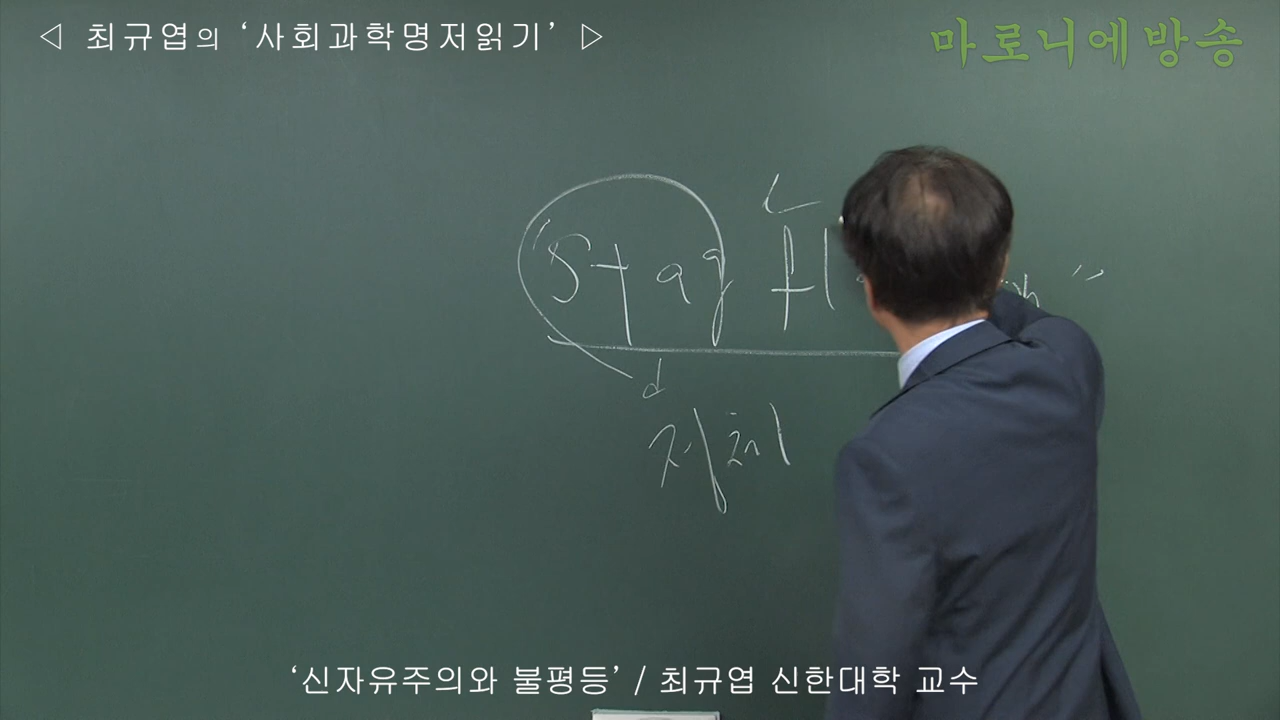 ◁ 최규엽의 ‘사회과학명저읽기’ ▷
마로니에방송
Stag fl
정체
‘신자유주의와 불평등’ / 최규엽 신한대학 교수